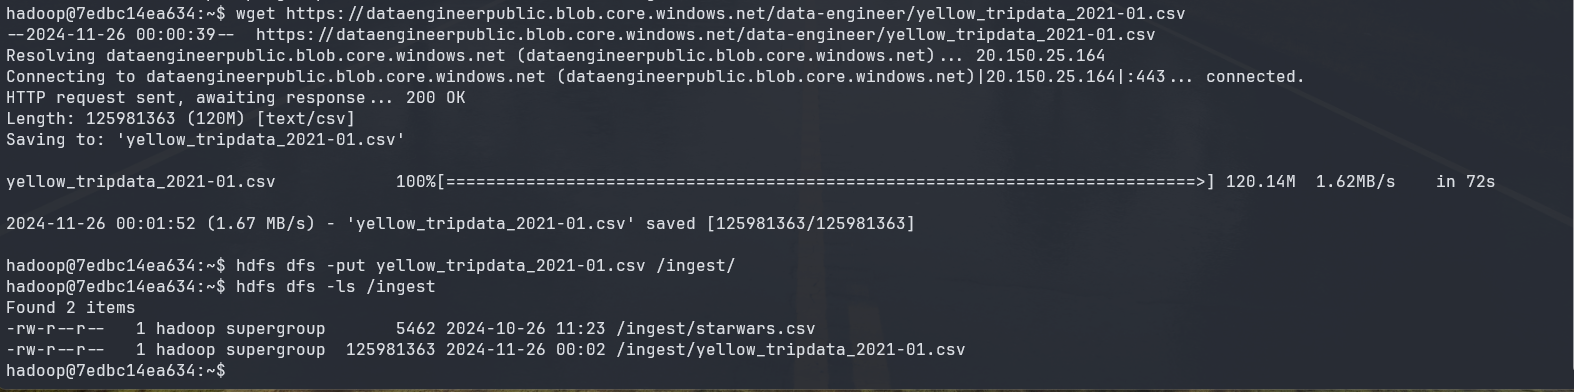 hadoop@7edbc14ea634:~$ wget https://dataengineerpublic.blob.core.windows.net/data-engineer/yellow_tripdata_2021-01.csv
--2024-11-26 00:00:39--  https://dataengineerpublic.blob.core.windows.net/data-engineer/yellow_tripdata_2021-01.csv
Resolving dataengineerpublic.blob.core.windows.net (dataengineerpublic.blob.core.windows.net)... 20.150.25.164
Connecting to dataengineerpublic.blob.core.windows.net (dataengineerpublic.blob.core.windows.net)|20.150.25.164|:443... connected.
HTTP request sent, awaiting response... 200 OK
Length: 125981363 (120M) [text/csv]
Saving to: 'yellow_tripdata_2021-01.csv'
yellow_tripdata_2021-01.csv            100%[===========================================================================>] 120.14M  1.62MB/s    in 72s
2024-11-26 00:01:52 (1.67 MB/s) - 'yellow_tripdata_2021-01.csv' saved [125981363/125981363]
hadoop@7edbc14ea634:~$ hdfs dfs -put yellow_tripdata_2021-01.csv /ingest/
hadoop@7edbc14ea634:~$ hdfs dfs -ls /ingest
Found 2 items
-rw-r--r--   1 hadoop supergroup       5462 2024-10-26 11:23 /ingest/starwars.csv
-rw-r--r--   1 hadoop supergroup  125981363 2024-11-26 00:02 /ingest/yellow_tripdata_2021-01.csv
hadoop@7edbc14ea634:~$